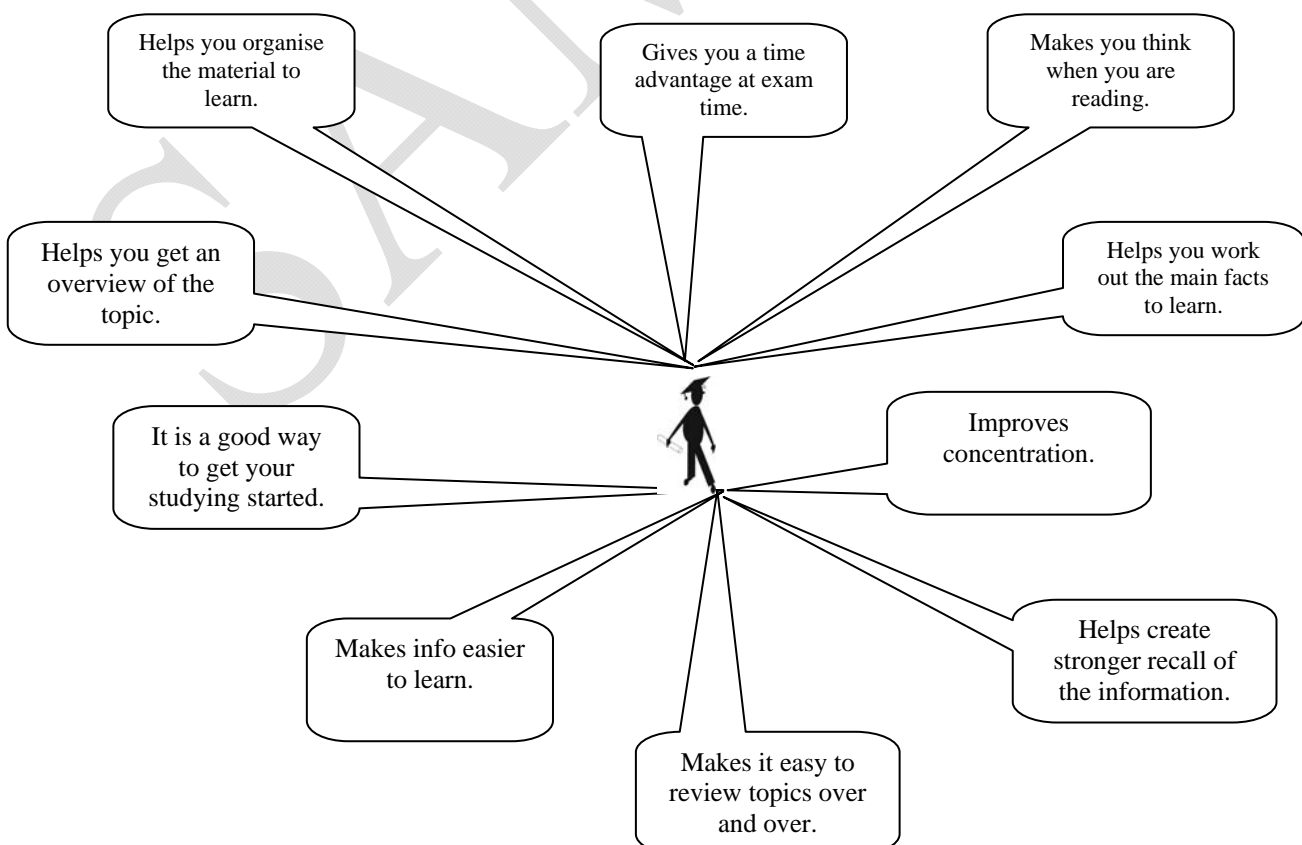 Helps you organise
the material to
learn.
Gives you a time
advantage at exam
time.
Makes you think
when you are
reading.
Helps you get an
overview of the
topic.
Helps you work
out the main facts
to learn.
It is a good way
to get your
studying started.
Improves
concentration.
Makes info easier
to learn.
Helps create
stronger recall of
the information.
Makes it easy to
review topics over
and over.